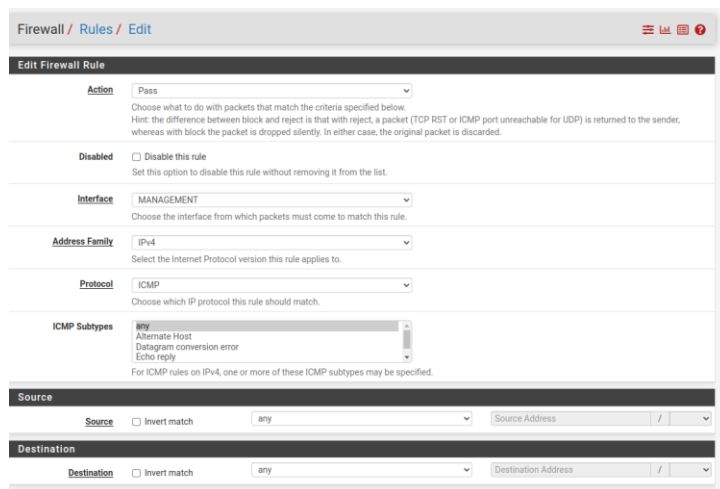 Firewall / Rules / Edit
Edit Firewall Rule
Action
Pass
Choose what to do with packets that match the criteria specified below.
Hint: the difference between block and reject is that with reject, a packet (TCP RST or ICMP port unreachable for UDP) is returned to the sender,
whereas with block the packet is dropped silently. In either case, the original packet is discarded.
Disabled
Disable this rule
Set this option to disable this rule without removing it from the list.
Interface
MANAGEMENT
Choose the interface from which packets must come to match this rule.
Address Family
IPv4
Select the Internet Protocol version this rule applies to.
Protocol
ICMP
Choose which IP protocol this rule should match.
ICMP Subtypes
any
Alternate Host
Datagram conversion error
Echo reply
For ICMP rules on IPv4, one or more of these ICMP subtypes may be specified.
Source
Source
Invert match
any
Source Address
/
Destination
Destination
Invert match
any
Destination Address
/